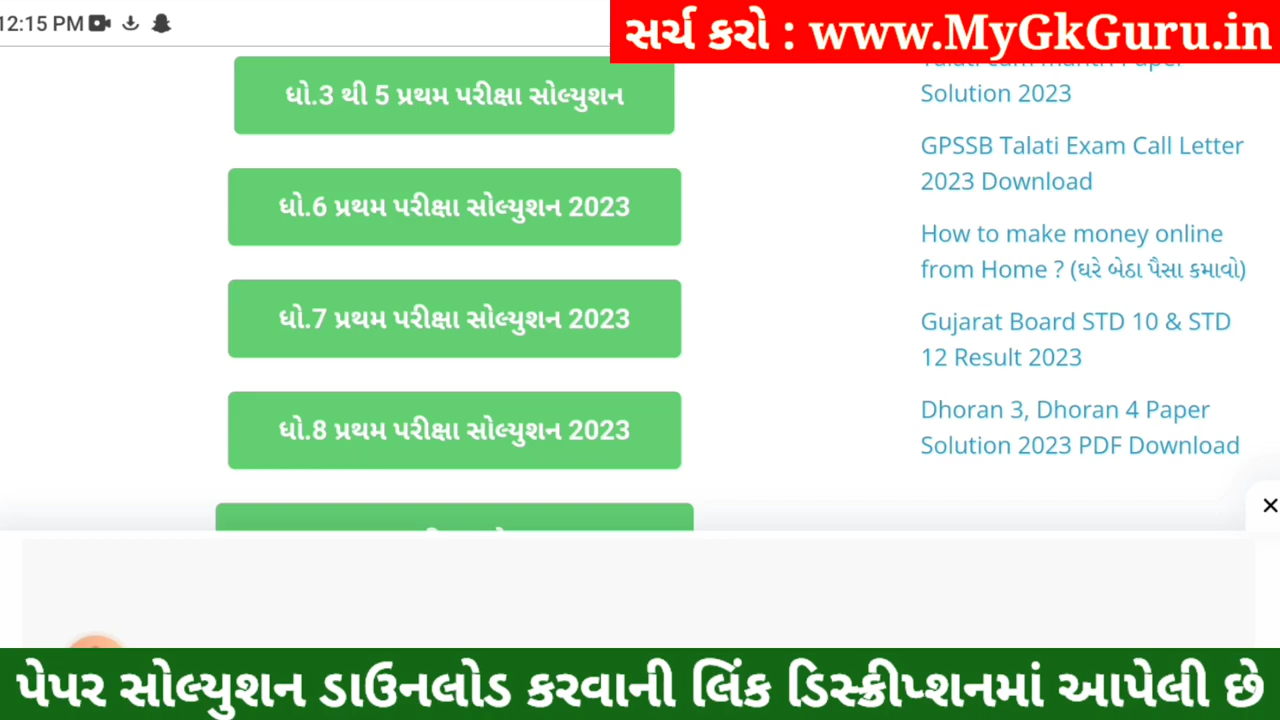 12:15 PM
સર્ચ કરો : www.MyGkGuru.in
ધો.3 થી 5 પ્રથમ પરીક્ષા સોલ્યુશન
ધો.6 પ્રથમ પરીક્ષા સોલ્યુશન 2023
ધો.7 પ્રથમ પરીક્ષા સોલ્યુશન 2023
ધો.8 પ્રથમ પરીક્ષા સોલ્યુશન 2023
Solution 2023
GPSSB Talati Exam Call Letter
2023 Download
How to make money online
from Home ? (ઘરે બેઠા પૈસા કમાવો)
Gujarat Board STD 10 & STD
12 Result 2023
Dhoran 3, Dhoran 4 Paper
Solution 2023 PDF Download
પેપર સોલ્યુશન ડાઉનલોડ કરવાની લિંક ડિસ્ક્રીપ્શનમાં આપેલી છે